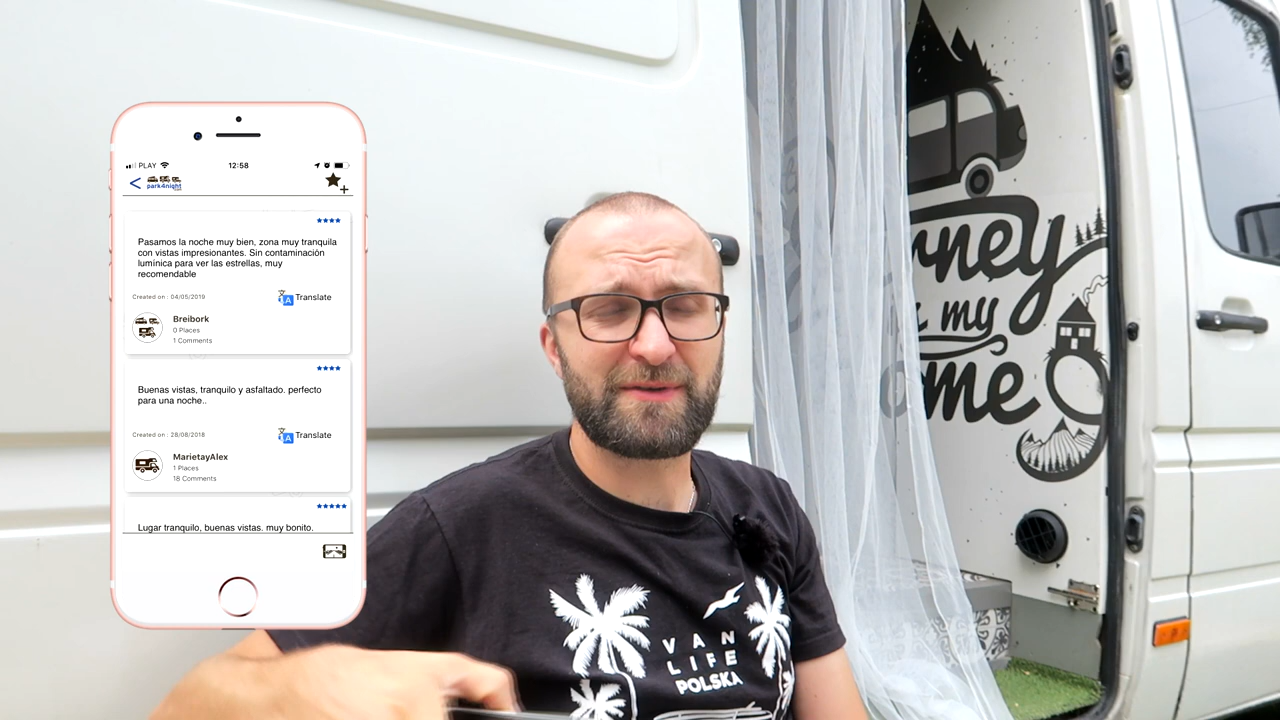 PLAY
12:58
park4night
Pasamos la noche muy bien, zona muy tranquila
con vistas impresionantes. Sin contaminación
lumínica para ver las estrellas, muy
recomendable
Created on : 04/05/2019
Translate
Breibork
0 Places
1 Comments
Buenas vistas, tranquilo y asfaltado. perfecto
para una noche..
Created on : 28/08/2018
Translate
MarietayAlex
1 Places
18 Comments
Lugar tranquilo, buenas vistas. muy bonito.
VAN
LIFE
POLSKA
my